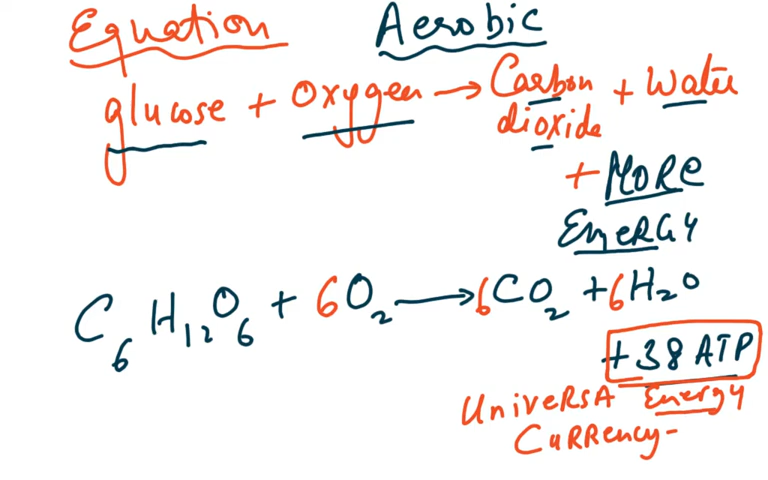 Equation Aerobic
glucose + Oxygen → Carbon dioxide + Water
+ MORE
ENERGY
C₆H₁₂O₆ + 6O₂ → 6CO₂ + 6H₂O
+38 ATP
UNIVERSA Energy
CURRENCY-